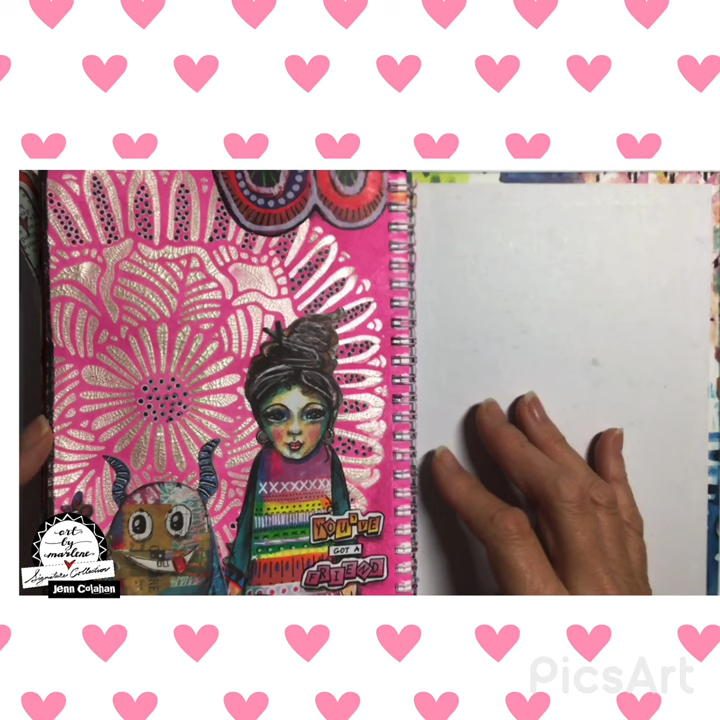 YOU'VE
GOT A
FRIEND
art
by
marlene
Signature Collection
Jenn Colahan
PicsArt